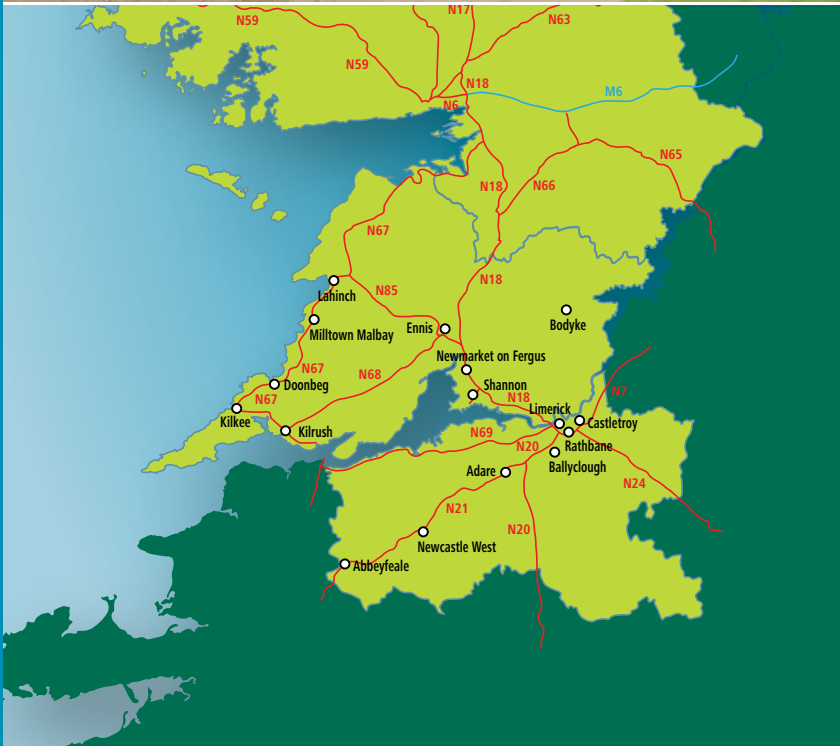 N59
N17
N63
N59
N18
M6
N6
N65
N18
N66
N67
N18
Lahinch
N85
Bodyke
Milltown Malbay
Ennis
Newmarket on Fergus
N67
N68
Doonbeg
Shannon
N7
N67
N18
Limerick
Kilkee
Castletroy
Kilrush
N69
N20
Rathbane
Adare
Ballyclough
N24
N21
N20
Newcastle West
Abbeyfeale